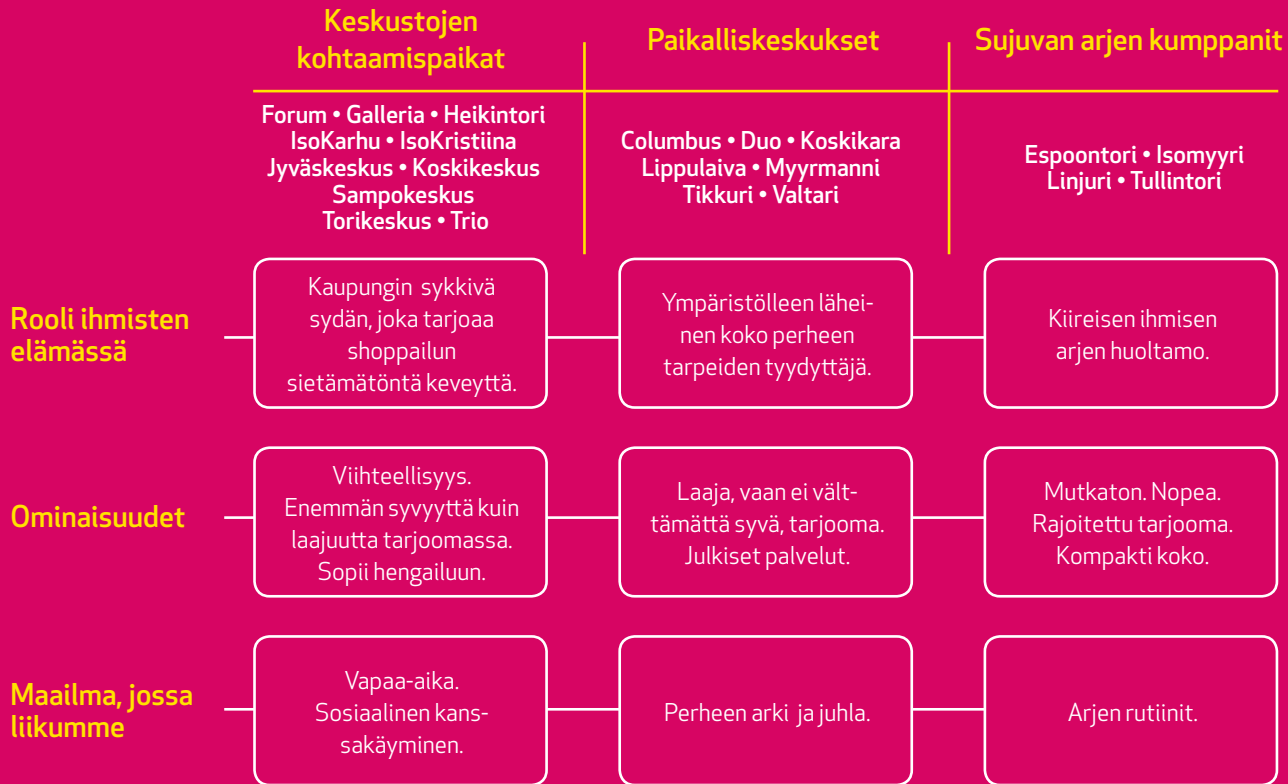 Keskustojen
kohtaamispaikat
Paikalliskeskukset
Sujuvan arjen kumppanit
Forum • Galleria • Heikintori
IsoKarhu • IsoKristiina
Jyväskeskus • Koskikeskus
Sampokeskus
Torikeskus • Trio
Columbus • Duo • Koskikara
Lippulaiva • Myyrmanni
Tikkuri • Valtari
Espoontori • Isomyyri
Linjuri • Tullintori
Rooli ihmisten
elämässä
Kaupungin sykkivä
sydän, joka tarjoaa
shoppailun
sietämätöntä keveyttä.
Ympäristölleen lähei-
nen koko perheen
tarpeiden tyydyttäjä.
Kiireisen ihmisen
arjen huoltamo.
Ominaisuudet
Viihteellisyys.
Enemmän syvyyttä kuin
laajuutta tarjoomassa.
Sopii hengailuun.
Laaja, vaan ei vält-
tämättä syvä, tarjooma.
Julkiset palvelut.
Mutkaton. Nopea.
Rajoitettu tarjooma.
Kompakti koko.
Maailma, jossa
liikumme
Vapaa-aika.
Sosiaalinen kans-
sakäyminen.
Perheen arki ja juhla.
Arjen rutiinit.